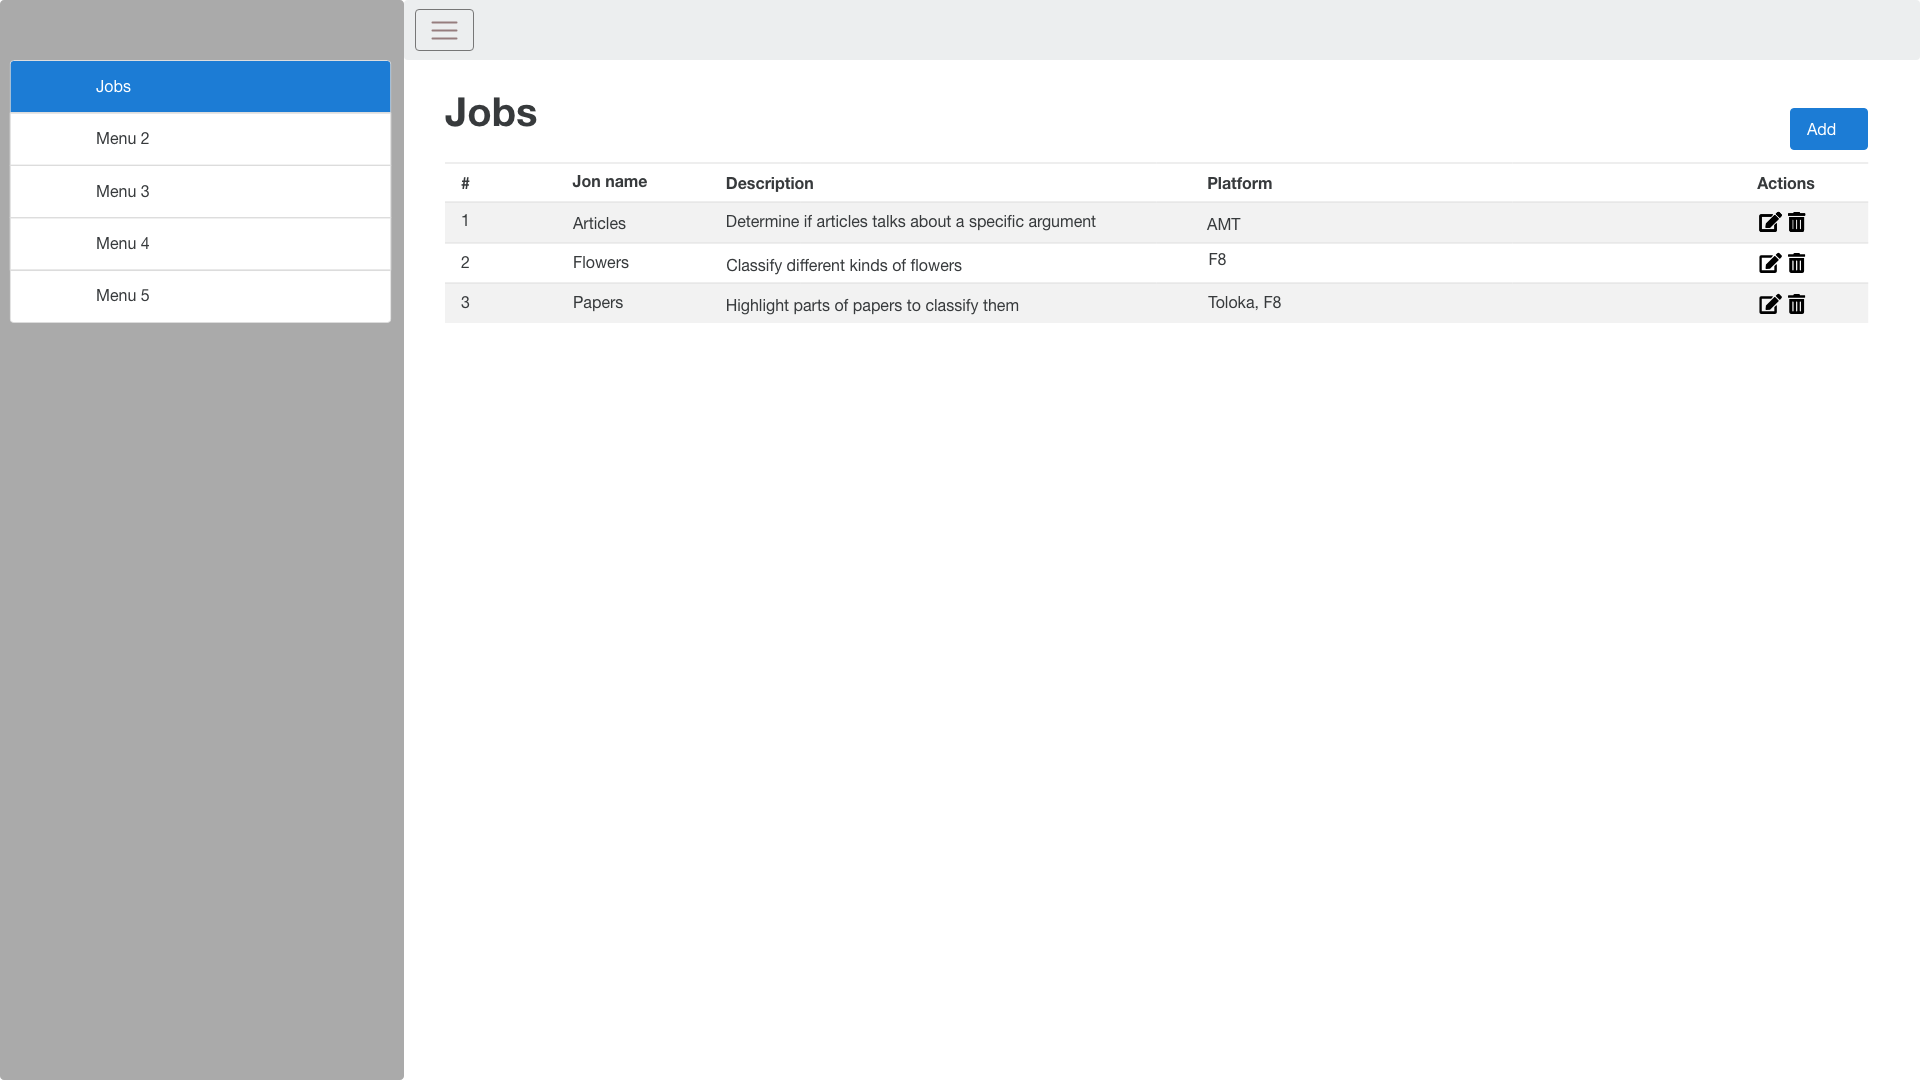 Jobs
Menu 2
Menu 3
Menu 4
Menu 5
Jobs
Add
# Jon name Description Platform Actions
1 Articles Determine if articles talks about a specific argument AMT
2 Flowers Classify different kinds of flowers F8
3 Papers Highlight parts of papers to classify them Toloka, F8